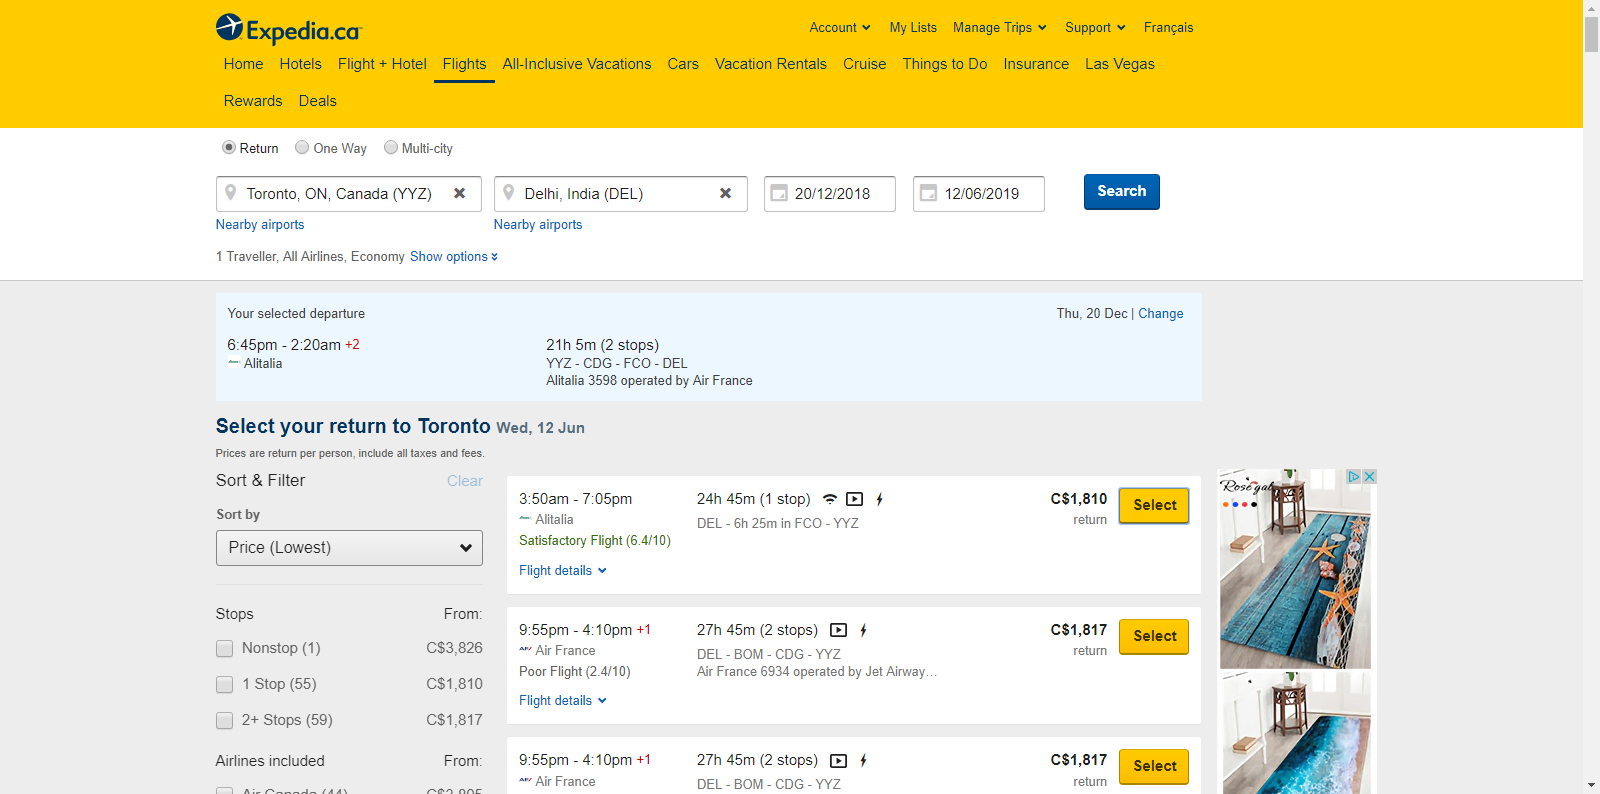 Expedia.ca
Account My Lists Manage Trips Support Français
Home Hotels Flight + Hotel Flights All-Inclusive Vacations Cars Vacation Rentals Cruise Things to Do Insurance Las Vegas
Rewards Deals
Return One Way Multi-city
Toronto, ON, Canada (YYZ) Delhi, India (DEL) 20/12/2018 12/06/2019 Search
Nearby airports Nearby airports
1 Traveller, All Airlines, Economy Show options
Your selected departure Thu, 20 Dec | Change
6:45pm - 2:20am +2 21h 5m (2 stops)
Alitalia YYZ - CDG - FCO - DEL
Alitalia 3598 operated by Air France
Select your return to Toronto Wed, 12 Jun
Prices are return per person, include all taxes and fees.
Sort & Filter Clear
Sort by
Price (Lowest)
Stops From:
Nonstop (1) C$3,826
1 Stop (55) C$1,810
2+ Stops (59) C$1,817
Airlines included From:
Air Canada (44) C$3,805
3:50am - 7:05pm 24h 45m (1 stop) C$1,810 Select
Alitalia DEL - 6h 25m in FCO - YYZ return
Satisfactory Flight (6.4/10)
Flight details
9:55pm - 4:10pm +1 27h 45m (2 stops) C$1,817 Select
Air France DEL - BOM - CDG - YYZ return
Poor Flight (2.4/10) Air France 6934 operated by Jet Airway...
Flight details
9:55pm - 4:10pm +1 27h 45m (2 stops) C$1,817 Select
Air France DEL - BOM - CDG - YYZ return
Rosegal